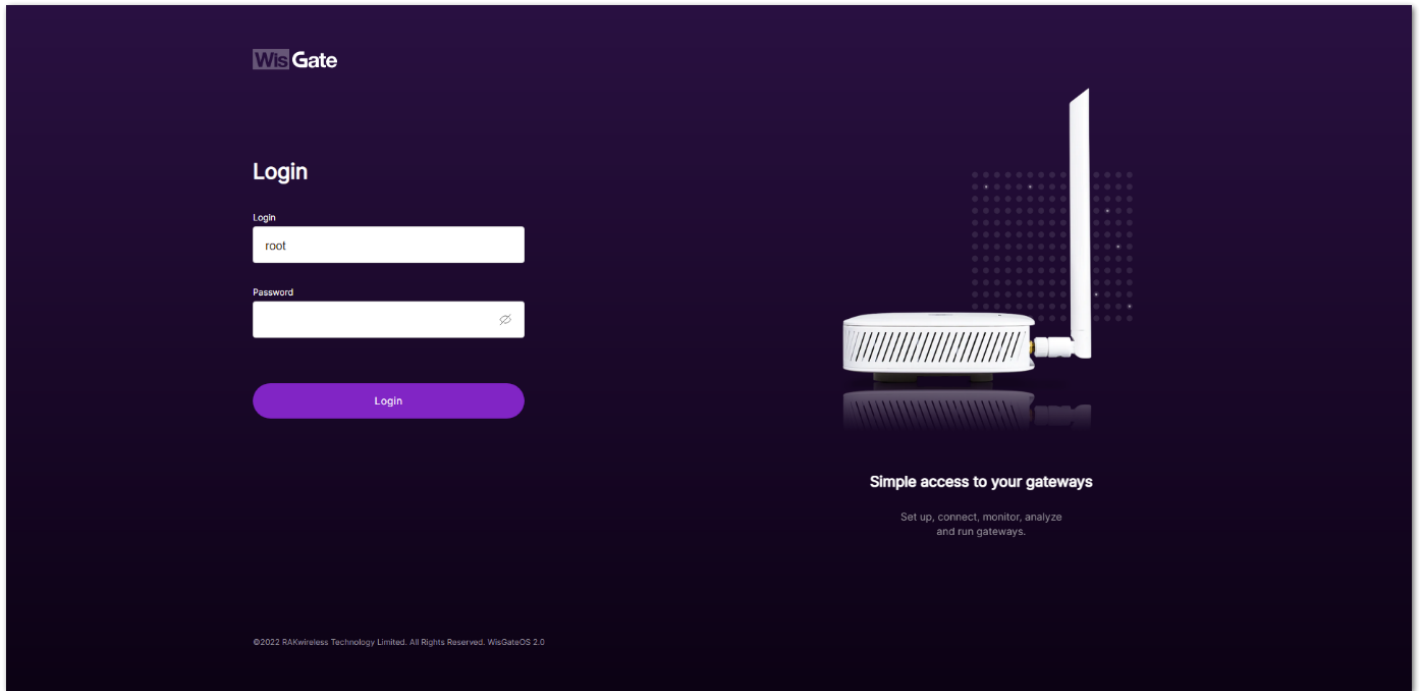 WisGate
Login
Login
root
Password
Login
Simple access to your gateways
Set up, connect, monitor, analyze
and run gateways.
©2022 RAKwireless Technology Limited. All Rights Reserved. WisGateOS 2.0